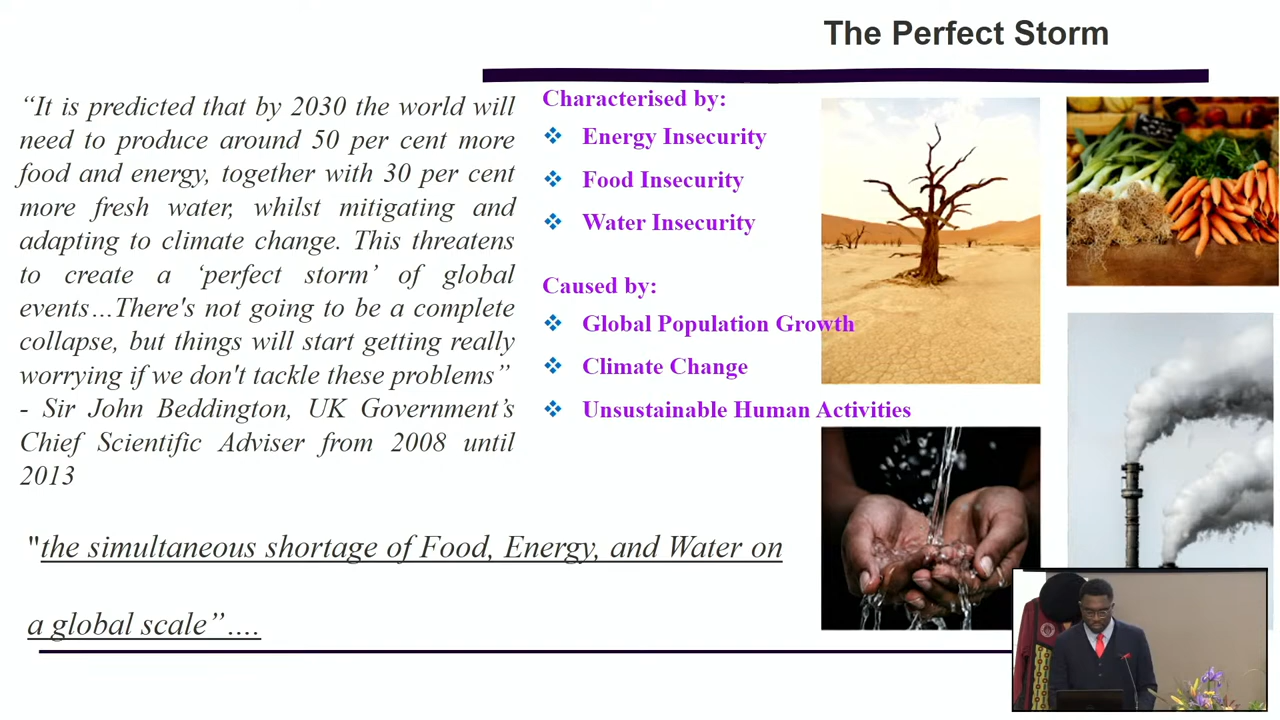 The Perfect Storm
“It is predicted that by 2030 the world will
need to produce around 50 per cent more
food and energy, together with 30 per cent
more fresh water, whilst mitigating and
adapting to climate change. This threatens
to create a ‘perfect storm’ of global
events…There's not going to be a complete
collapse, but things will start getting really
worrying if we don't tackle these problems”
- Sir John Beddington, UK Government’s
Chief Scientific Adviser from 2008 until
2013
"the simultaneous shortage of Food, Energy, and Water on
a global scale”….
Characterised by:
Energy Insecurity
Food Insecurity
Water Insecurity
Caused by:
Global Population Growth
Climate Change
Unsustainable Human Activities